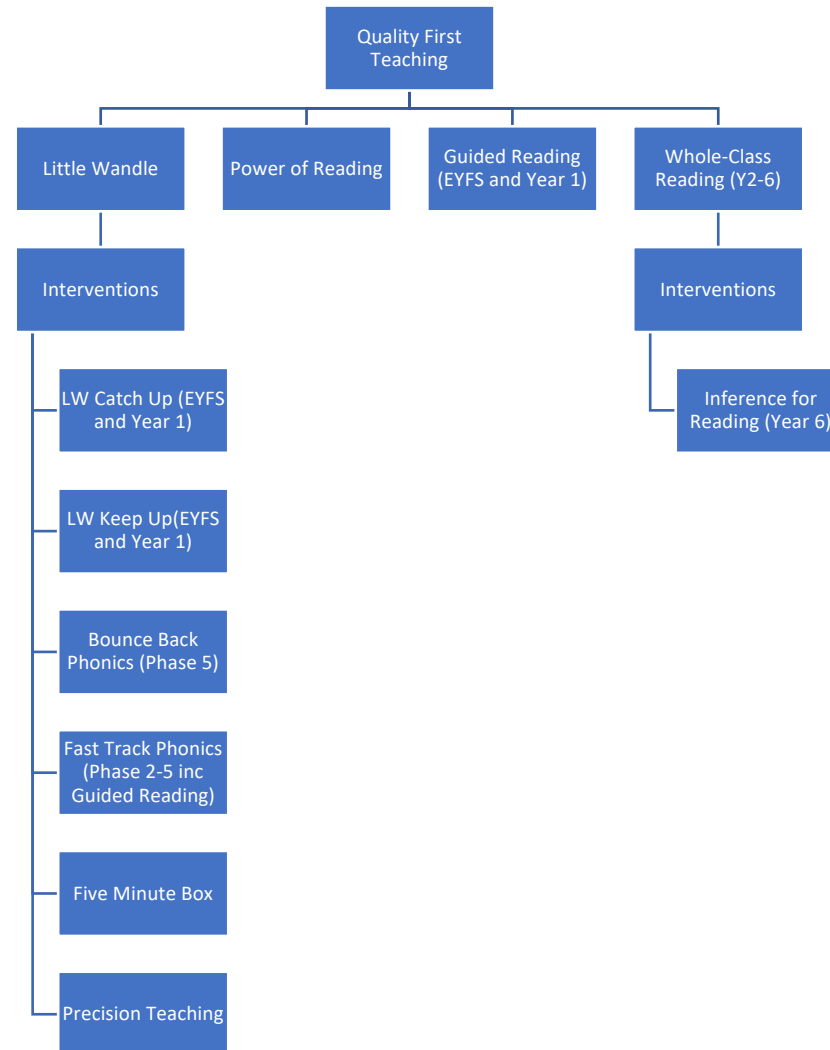 Quality First
Teaching
Little Wandle
Power of Reading
Guided Reading
(EYFS and Year 1)
Whole-Class
Reading (Y2-6)
Interventions
Interventions
LW Catch Up (EYFS
and Year 1)
Inference for
Reading (Year 6)
LW Keep Up(EYFS
and Year 1)
Bounce Back
Phonics (Phase 5)
Fast Track Phonics
(Phase 2-5 inc
Guided Reading)
Five Minute Box
Precision Teaching